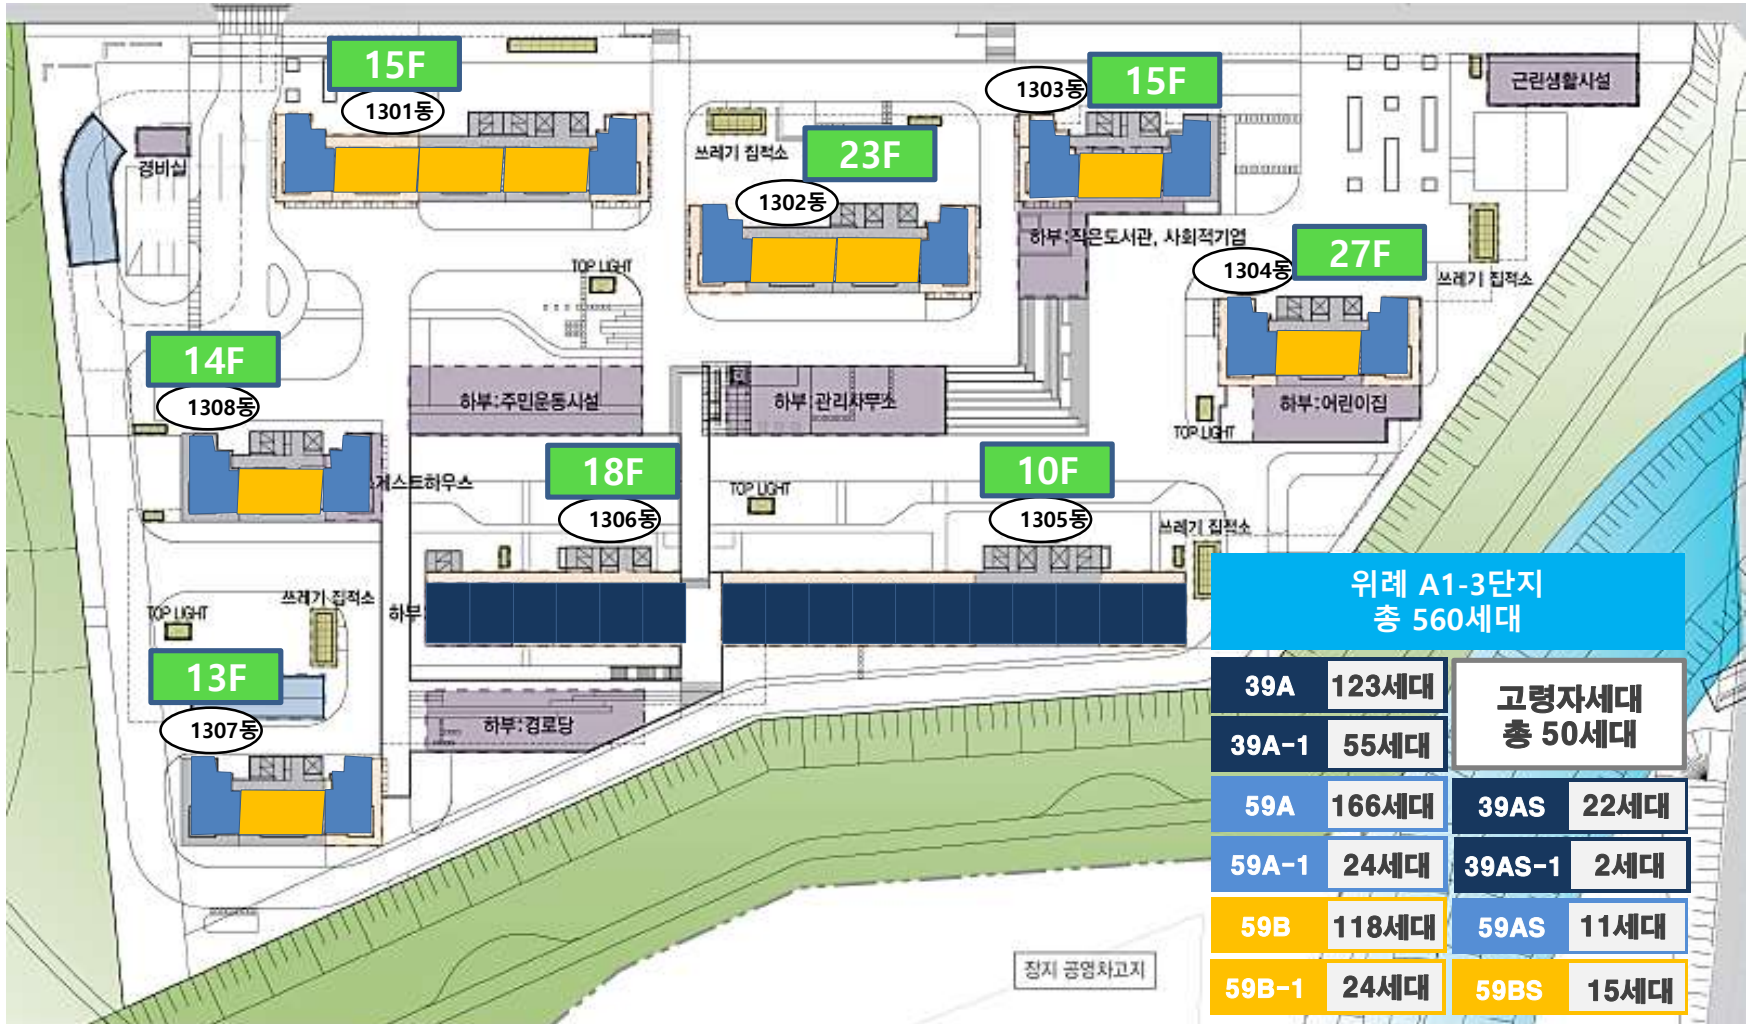 15F
1301동
15F
1303동
근린생활시설
경비실
쓰레기 집적소
23F
1302동
하부:작은도서관, 사회적기업
27F
1304동
쓰레기 집적소
TOP LIGHT
14F
1308동
하부:주민운동시설
하부:관리사무소
하부:어린이집
TOP LIGHT
게스트하우스
18F
1306동
TOP LIGHT
10F
1305동
쓰레기 집적소
쓰레기 집적소
TOP LIGHT
하부:
13F
1307동
하부:경로당
장지 공영차고지
위례 A1-3단지
총 560세대
39A 123세대
고령자세대
총 50세대
39A-1 55세대
59A 166세대 39AS 22세대
59A-1 24세대 39AS-1 2세대
59B 118세대 59AS 11세대
59B-1 24세대 59BS 15세대